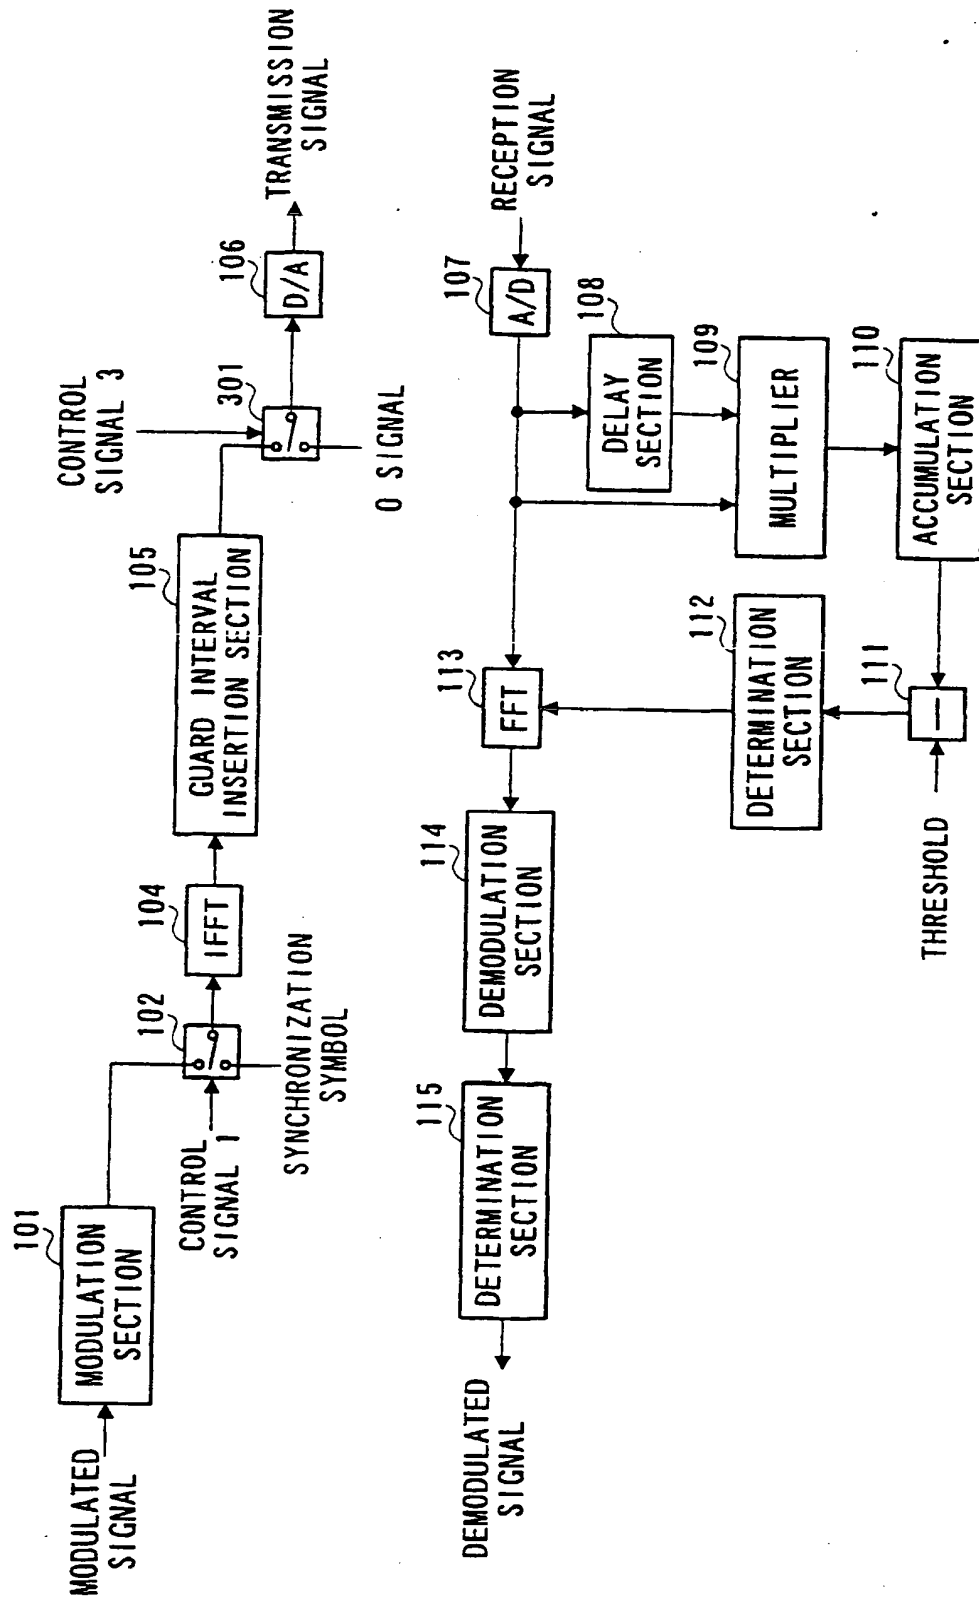 MODULATED
SIGNAL
101
MODULATION
SECTION
CONTROL
SIGNAL 1
102
SYNCHRONIZATION
SYMBOL
104
IFFT
105
GUARD INTERVAL
INSERTION SECTION
CONTROL
SIGNAL 3
301
0 SIGNAL
106
D/A
TRANSMISSION
SIGNAL
RECEPTION
SIGNAL
107
A/D
108
DELAY
SECTION
109
MULTIPLIER
110
ACCUMULATION
SECTION
111
THRESHOLD
112
DETERMINATION
SECTION
113
FFT
114
DEMODULATION
SECTION
115
DETERMINATION
SECTION
DEMODULATED
SIGNAL